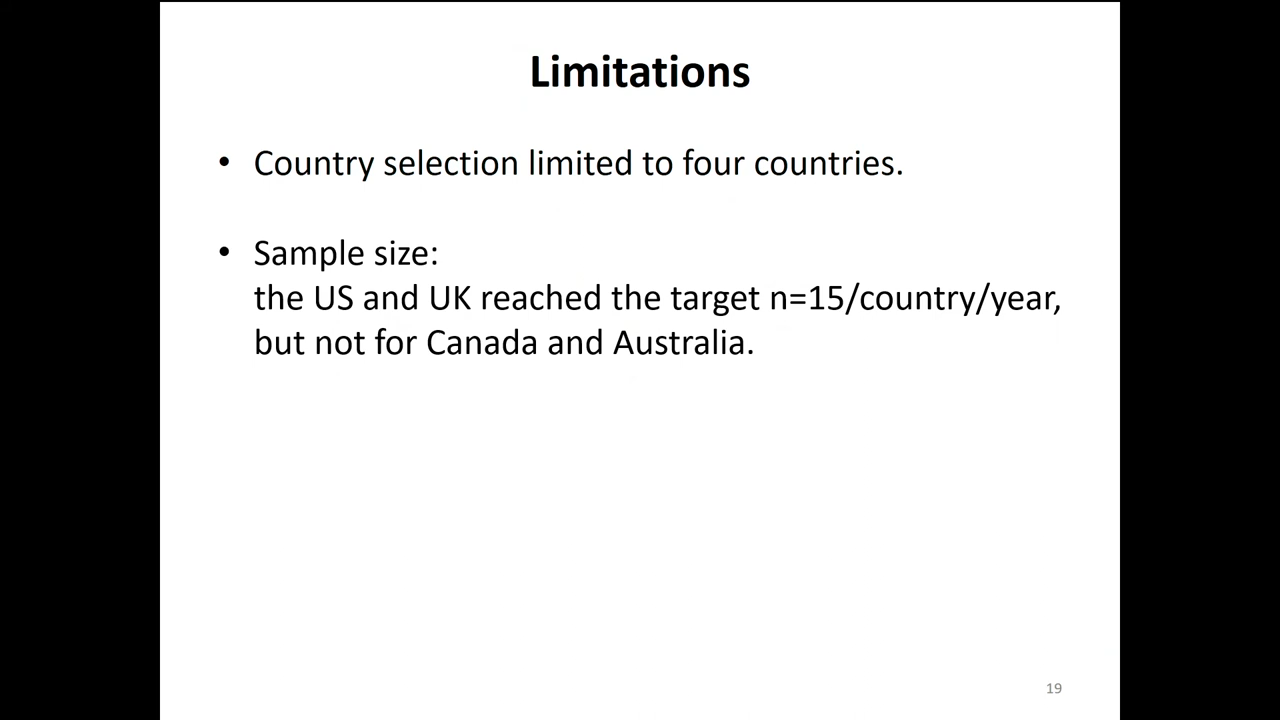 Limitations
• Country selection limited to four countries.
• Sample size:
the US and UK reached the target n=15/country/year,
but not for Canada and Australia.
19